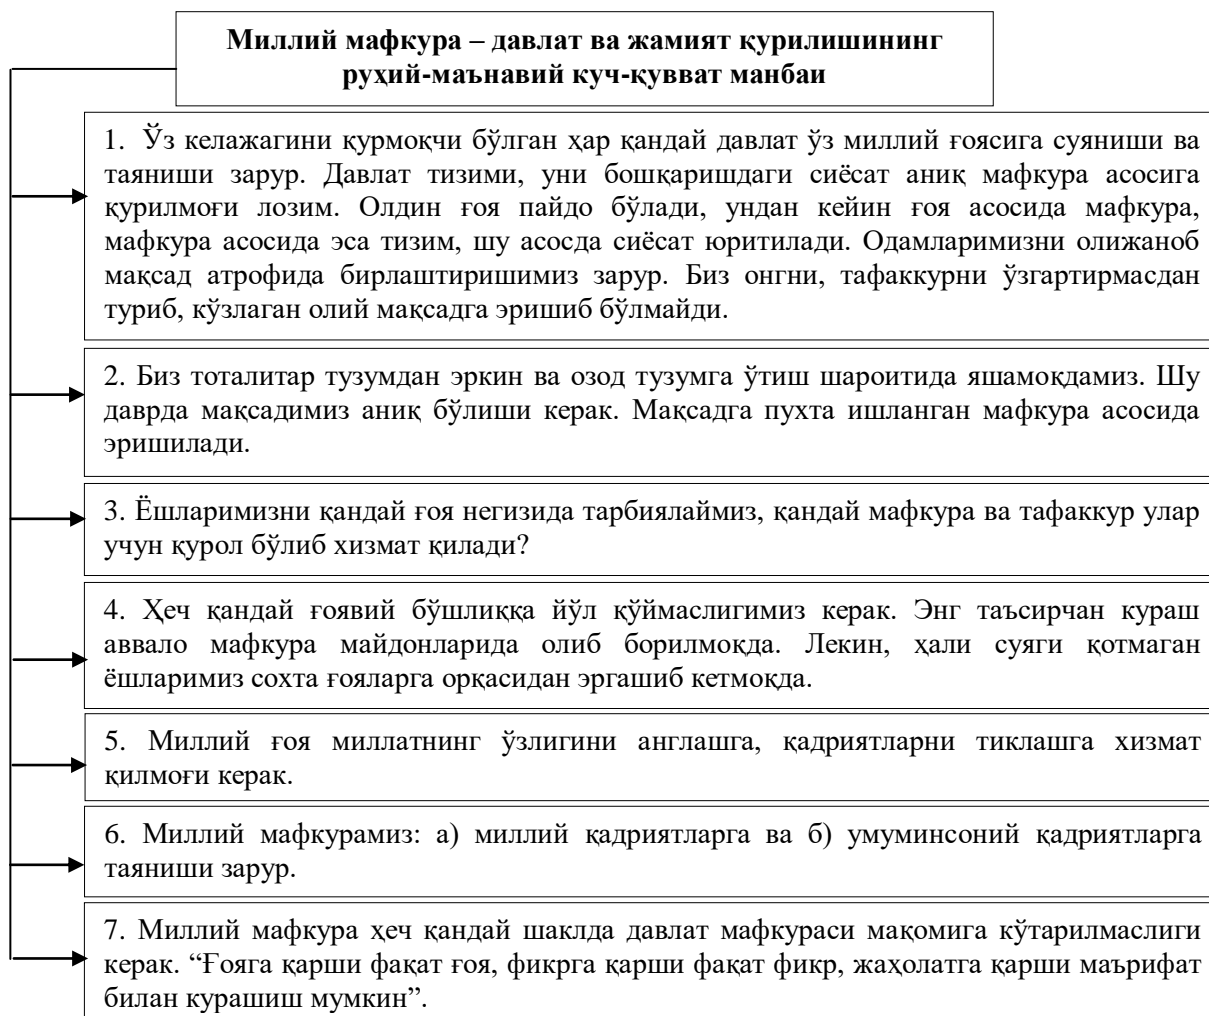 Миллий мафкура – давлат ва жамият қурилишининг
руҳий-маънавий куч-қувват манбаи
1. Ўз келажагини қурмоқчи бўлган ҳар қандай давлат ўз миллий ғоясига суяниши ва
таяниши зарур. Давлат тизими, уни бошқаришдаги сиёсат аниқ мафкура асосига
қурилмоғи лозим. Олдин ғоя пайдо бўлади, ундан кейин ғоя асосида мафкура,
мафкура асосида эса тизим, шу асосда сиёсат юритилади. Одамларимизни олижаноб
мақсад атрофида бирлаштиришимиз зарур. Биз онгни, тафаккурни ўзгартирмасдан
туриб, кўзлаган олий мақсадга эришиб бўлмайди.
2. Биз тоталитар тузумдан эркин ва озод тузумга ўтиш шароитида яшамоқдамиз. Шу
даврда мақсадимиз аниқ бўлиши керак. Мақсадга пухта ишланган мафкура асосида
эришилади.
3. Ёшларимизни қандай ғоя негизида тарбиялаймиз, қандай мафкура ва тафаккур улар
учун қурол бўлиб хизмат қилади?
4. Ҳеч қандай ғоявий бўшлиққа йўл қўймаслигимиз керак. Энг таъсирчан кураш
аввало мафкура майдонларида олиб борилмоқда. Лекин, ҳали суяги қотмаган
ёшларимиз сохта ғояларга орқасидан эргашиб кетмоқда.
5. Миллий ғоя миллатнинг ўзлигини англашга, қадриятларни тиклашга хизмат
қилмоғи керак.
6. Миллий мафкурамиз: а) миллий қадриятларга ва б) умуминсоний қадриятларга
таяниши зарур.
7. Миллий мафкура ҳеч қандай шаклда давлат мафкураси мақомига кўтарилмаслиги
керак. “Ғояга қарши фақат ғоя, фикрга қарши фақат фикр, жаҳолатга қарши маърифат
билан курашиш мумкин”.